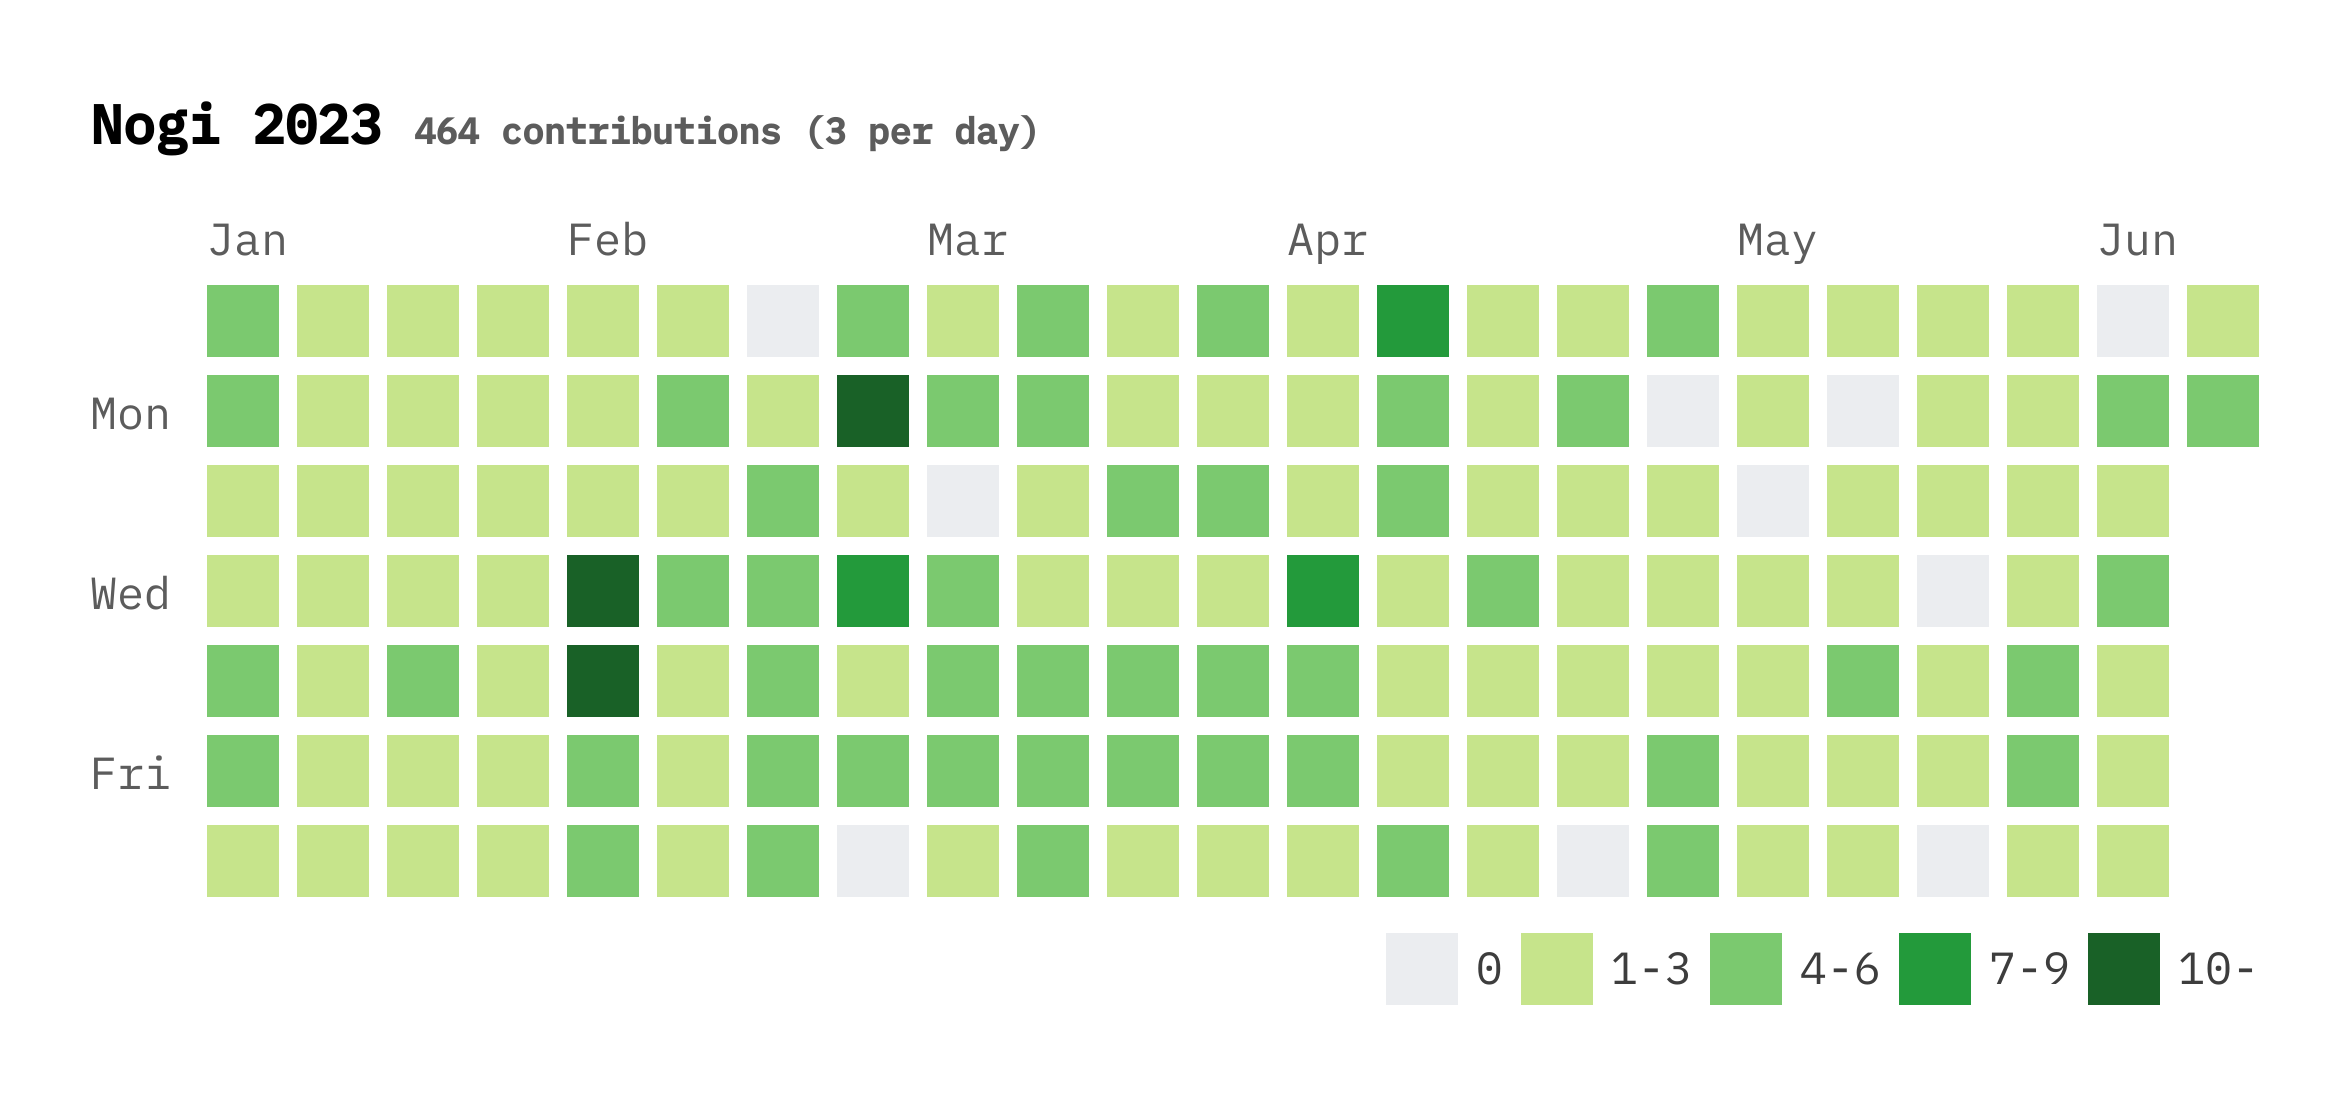 Nogi 2023 464 contributions (3 per day)
Jan Feb Mar Apr May Jun
Mon
Wed
Fri
0 1-3 4-6 7-9 10-